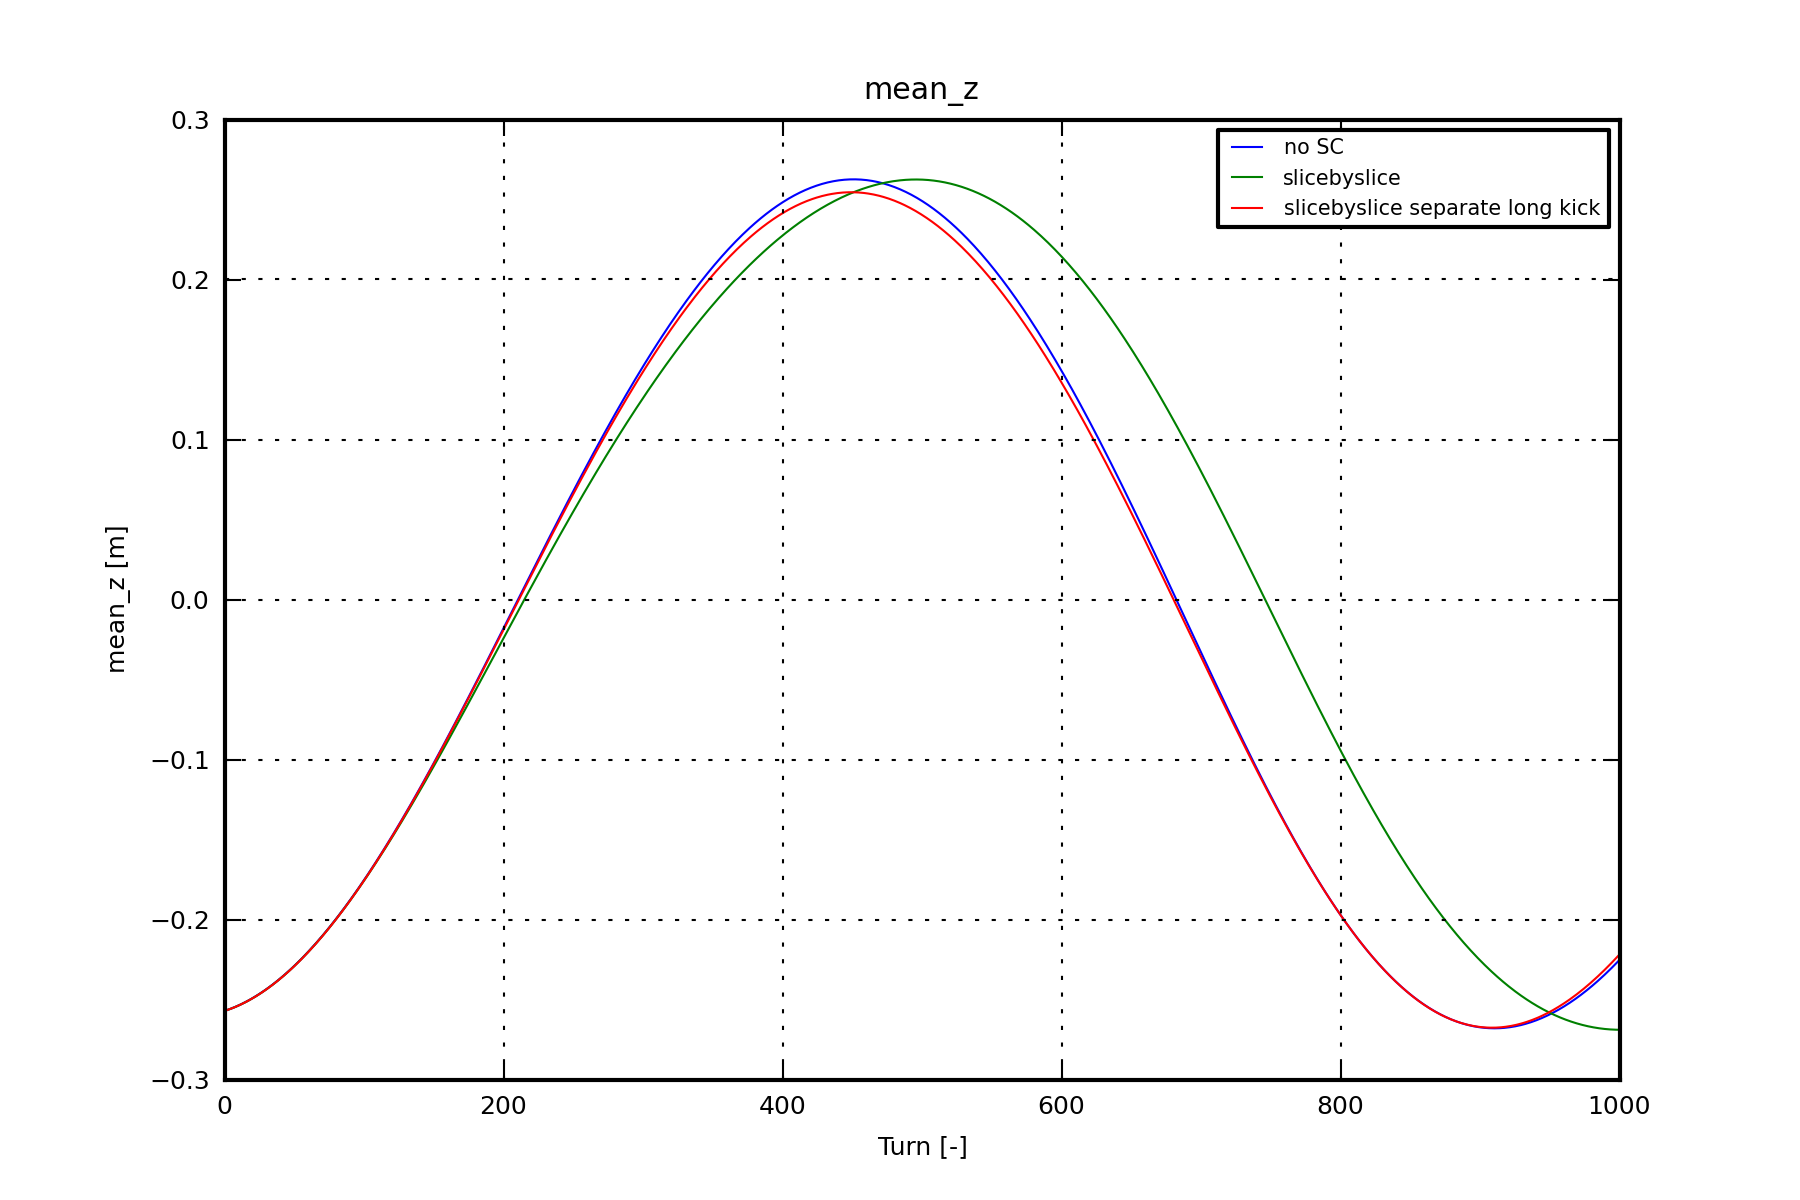 mean_z
0.3
0.2
0.1
0.0
−0.1
−0.2
−0.3
mean_z [m]
no SC
slicebyslice
slicebyslice separate long kick
0 200 400 600 800 1000
Turn [-]